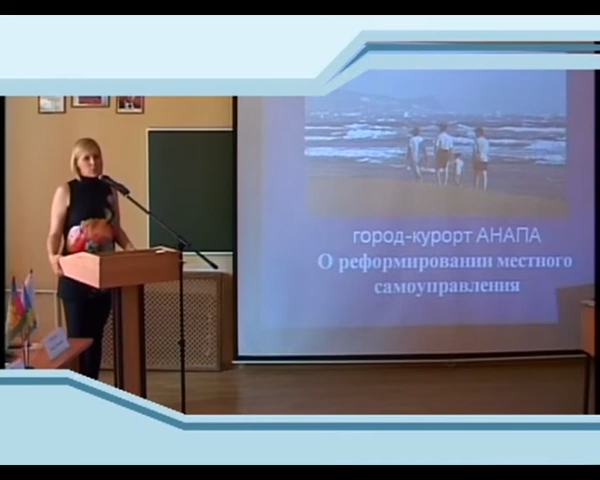 город-курорт АНАПА
О реформировании местного
самоуправления